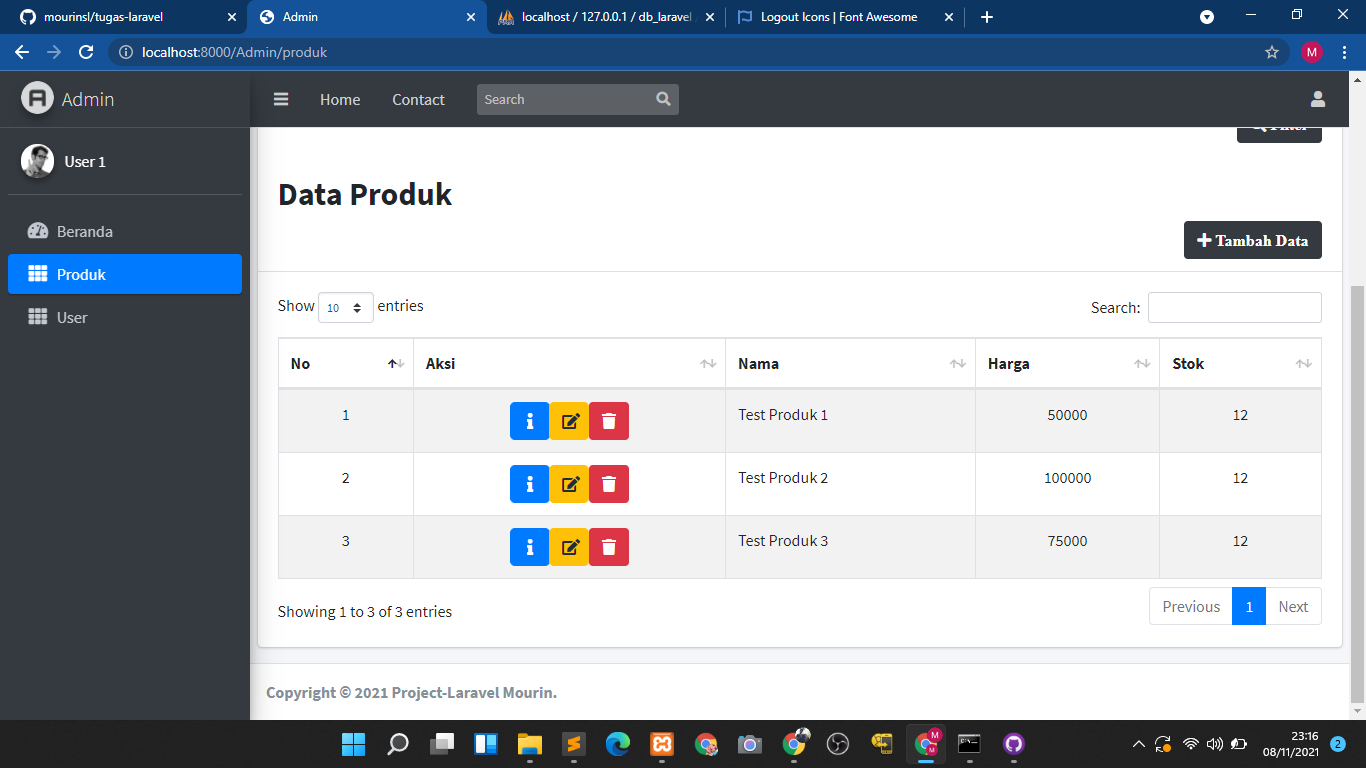 mourinsl/tugas-laravel
Admin
localhost / 127.0.0.1 / db_laravel
Logout Icons | Font Awesome
localhost:8000/Admin/produk
M
Admin
Home
Contact
Search
User 1
Filter
Beranda
Produk
User
Data Produk
Tambah Data
Show 10 entries
Search:
No Aksi Nama Harga Stok
1 Test Produk 1 50000 12
2 Test Produk 2 100000 12
3 Test Produk 3 75000 12
Showing 1 to 3 of 3 entries
Previous 1 Next
Copyright © 2021 Project-Laravel Mourin.
M
M
23:16
08/11/2021
2